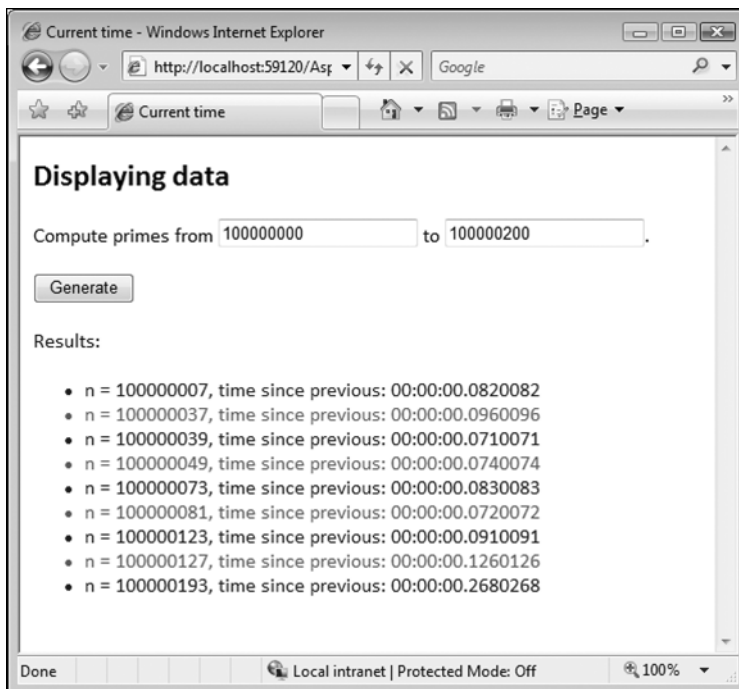 Current time - Windows Internet Explorer
http://localhost:59120/Asp
Google
Current time
Page
Displaying data
Compute primes from 100000000 to 100000200.
Generate
Results:
• n = 100000007, time since previous: 00:00:00.0820082
• n = 100000037, time since previous: 00:00:00.0960096
• n = 100000039, time since previous: 00:00:00.0710071
• n = 100000049, time since previous: 00:00:00.0740074
• n = 100000073, time since previous: 00:00:00.0830083
• n = 100000081, time since previous: 00:00:00.0720072
• n = 100000123, time since previous: 00:00:00.0910091
• n = 100000127, time since previous: 00:00:00.1260126
• n = 100000193, time since previous: 00:00:00.2680268
Done Local intranet | Protected Mode: Off 100%